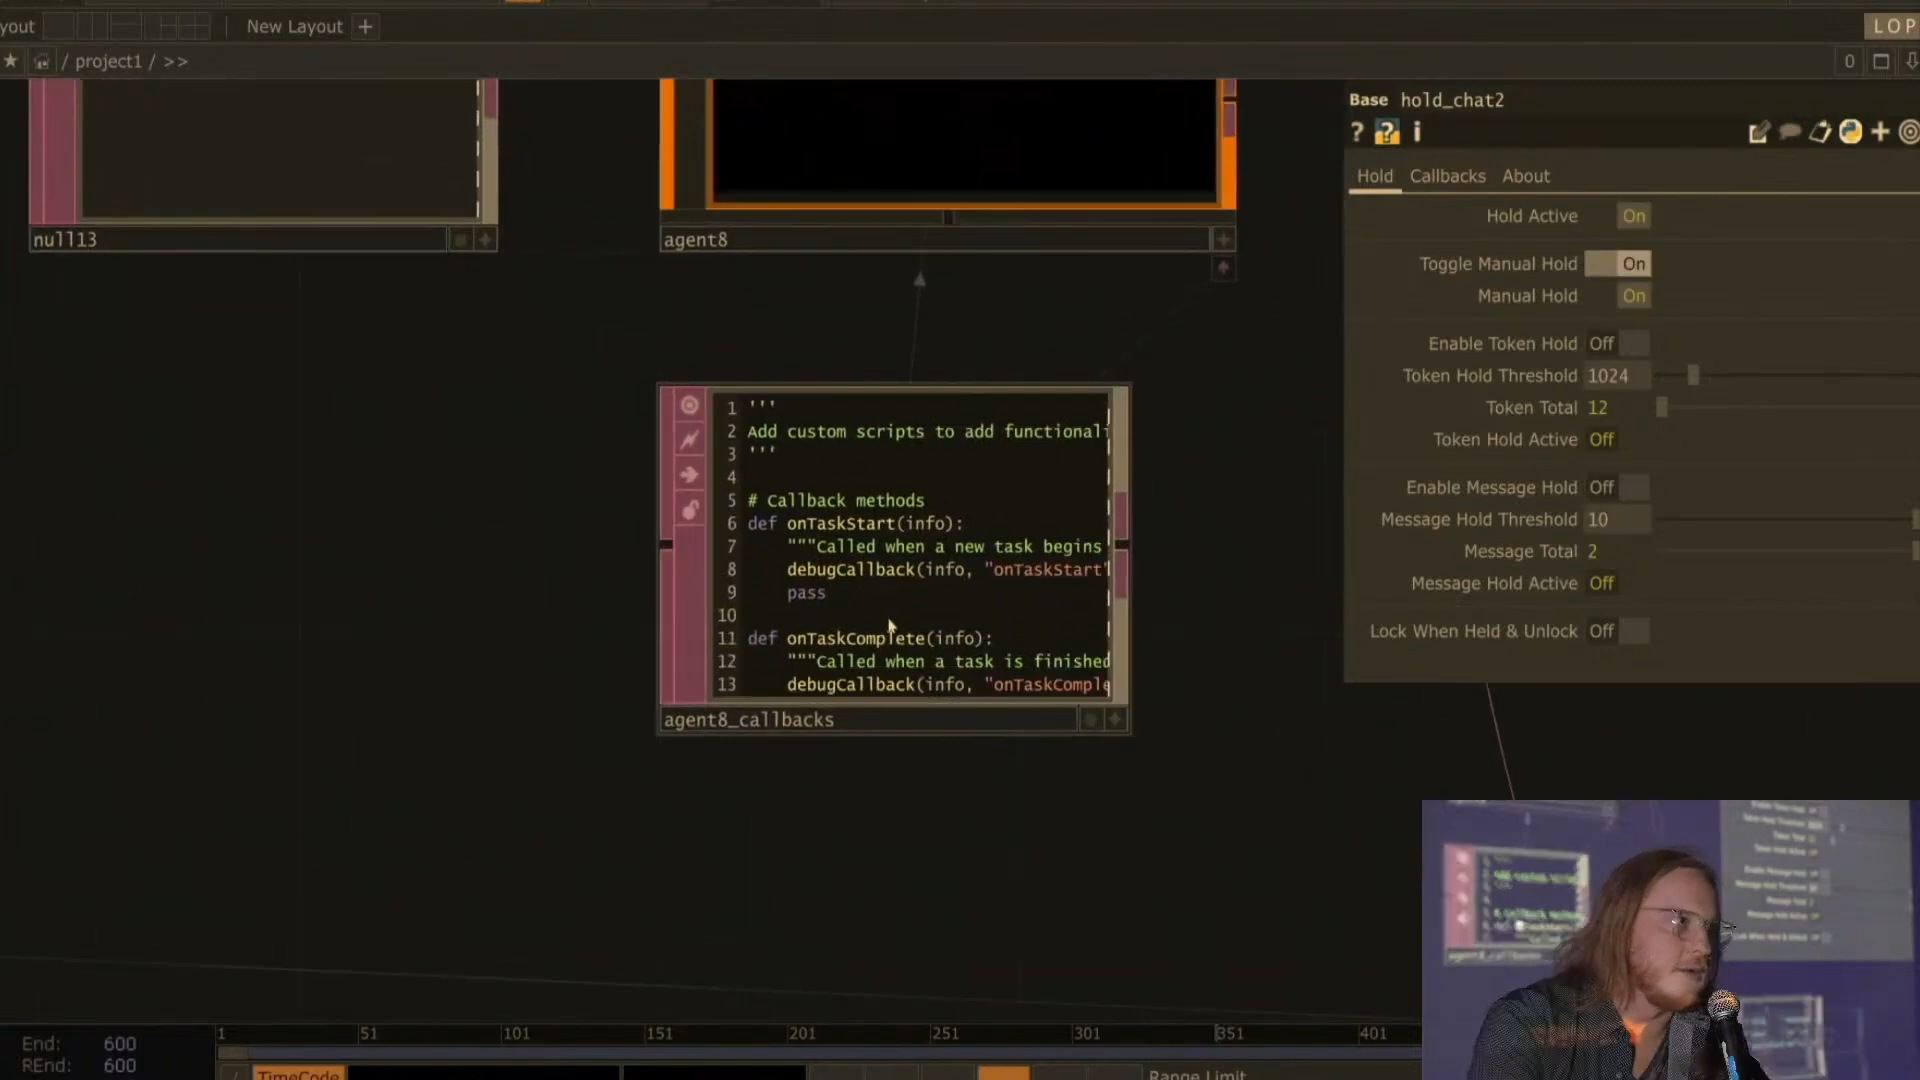 yout
New Layout +
LOP
/ project1 / >>
0
null13
agent8
Base hold_chat2
? ? i
Hold Callbacks About
Hold Active On
Toggle Manual Hold On
Manual Hold On
Enable Token Hold Off
Token Hold Threshold 1024
Token Total 12
Token Hold Active Off
Enable Message Hold Off
Message Hold Threshold 10
Message Total 2
Message Hold Active Off
Lock When Held & Unlock Off
1 '''
2 Add custom scripts to add functionali
3 '''
4
5 # Callback methods
6 def onTaskStart(info):
7 """Called when a new task begins
8 debugCallback(info, "onTaskStart"
9 pass
10
11 def onTaskComplete(info):
12 """Called when a task is finished
13 debugCallback(info, "onTaskComple
agent8_callbacks
End: 600
REnd: 600
1 51 101 151 201 251 301 351 401
TimeCode
Range Limit